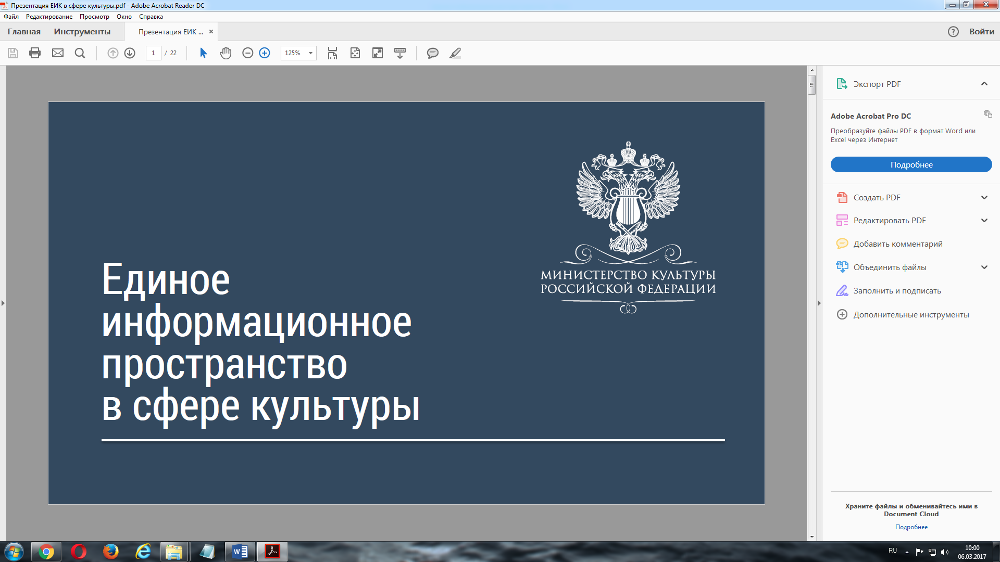 Презентация ЕИК в сфере культуры.pdf - Adobe Acrobat Reader DC
Файл Редактирование Просмотр Окно Справка
Главная Инструменты Презентация ЕИК ... Войти
1 / 22 125%
Единое
информационное
пространство
в сфере культуры
МИНИСТЕРСТВО КУЛЬТУРЫ
РОССИЙСКОЙ ФЕДЕРАЦИИ
Экспорт PDF
Adobe Acrobat Pro DC
Преобразуйте файлы PDF в формат Word или
Excel через Интернет
Подробнее
Создать PDF
Редактировать PDF
Добавить комментарий
Объединить файлы
Заполнить и подписать
Дополнительные инструменты
Храните файлы и обменивайтесь ими в
Document Cloud
Подробнее
RU 10:00
06.03.2017